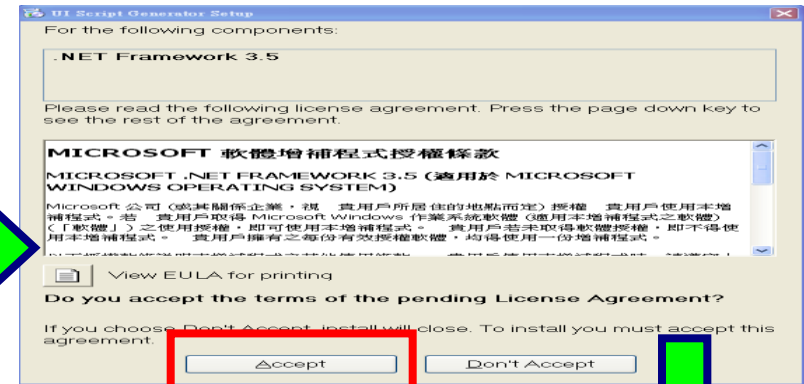 UI Script Generator Setup
For the following components:
.NET Framework 3.5
Please read the following license agreement. Press the page down key to
see the rest of the agreement.
MICROSOFT 軟體增補程式授權條款
MICROSOFT .NET FRAMEWORK 3.5 (適用於 MICROSOFT
WINDOWS OPERATING SYSTEM)
Microsoft 公司 (或其關係企業，視 貴用戶所居住的地點而定) 授權 貴用戶使用本增
補程式。若 貴用戶取得 Microsoft Windows 作業系統軟體 (適用本增補程式之軟體)
(「軟體」) 之使用授權，即可使用本增補程式。 貴用戶若未取得軟體授權，即不得使
用本增補程式。 貴用戶擁有之每份有效授權軟體，均得使用一份增補程式。
View EULA for printing
Do you accept the terms of the pending License Agreement?
If you choose Don't Accept, install will close. To install you must accept this
agreement.
Accept
Don't Accept